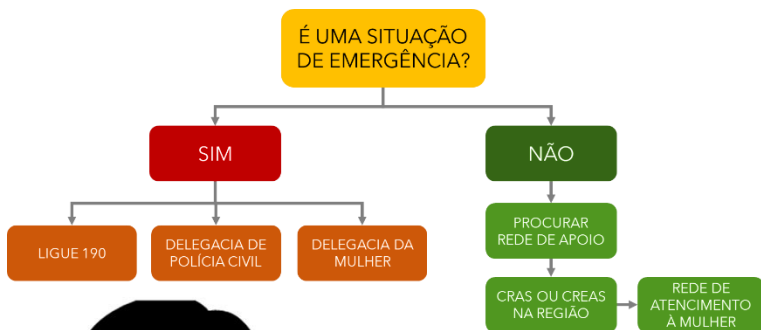 É UMA SITUAÇÃO
DE EMERGÊNCIA?
SIM
NÃO
LIGUE 190
DELEGACIA DE
POLÍCIA CIVIL
DELEGACIA DA
MULHER
PROCURAR
REDE DE APOIO
CRAS OU CREAS
NA REGIÃO
REDE DE
ATENCIMENTO
À MULHER